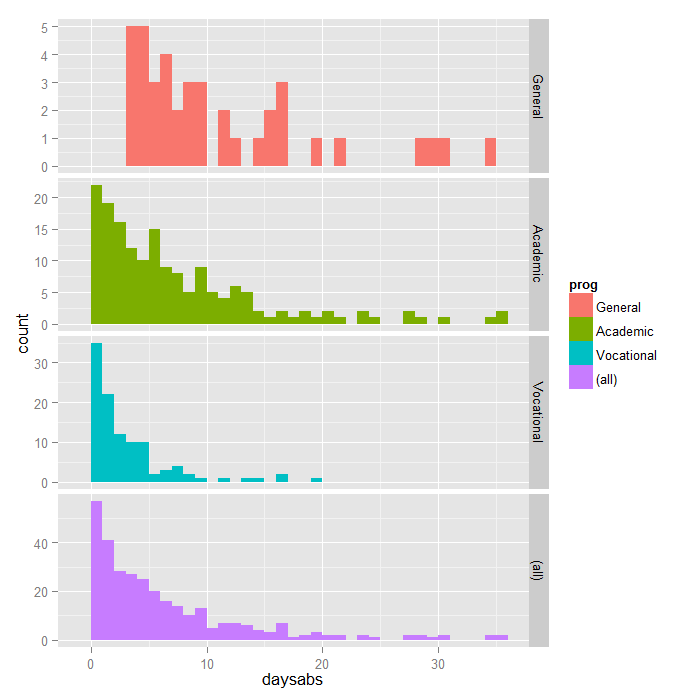 5
4
3
2
1
0
General
20
15
10
5
0
Academic
30
20
10
0
Vocational
40
20
0
(all)
count
0 10 20 30
daysabs
prog
General
Academic
Vocational
(all)